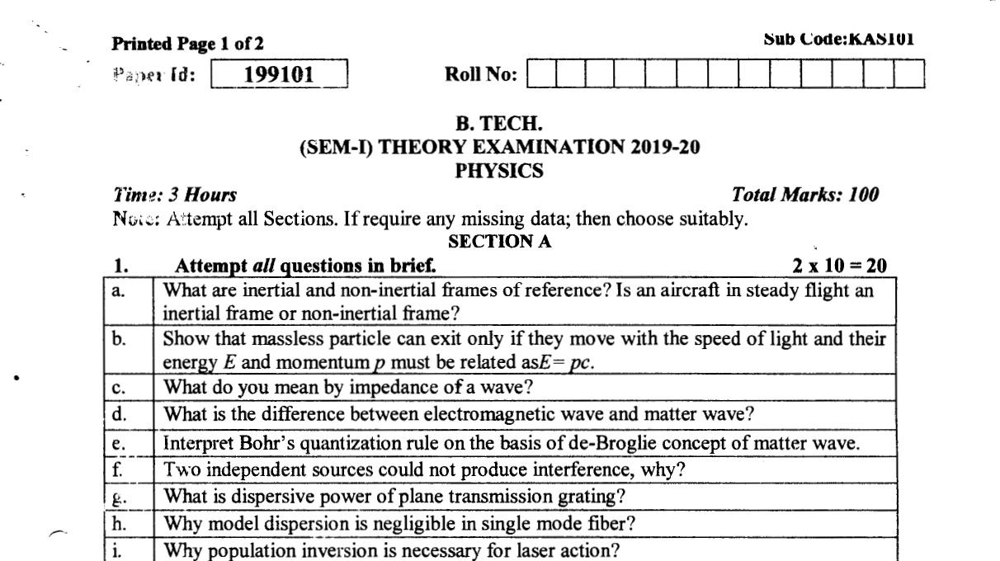 Printed Page 1 of 2
Sub Code:KAS101
Paper Id: 199101 Roll No:
B. TECH.
(SEM-I) THEORY EXAMINATION 2019-20
PHYSICS
Time: 3 Hours Total Marks: 100
Note: Attempt all Sections. If require any missing data; then choose suitably.
SECTION A
1. Attempt all questions in brief. 2 x 10 = 20
a. What are inertial and non-inertial frames of reference? Is an aircraft in steady flight an
inertial frame or non-inertial frame?
b. Show that massless particle can exit only if they move with the speed of light and their
energy E and momentum p must be related asE= pc.
c. What do you mean by impedance of a wave?
d. What is the difference between electromagnetic wave and matter wave?
e. Interpret Bohr's quantization rule on the basis of de-Broglie concept of matter wave.
f. Two independent sources could not produce interference, why?
g. What is dispersive power of plane transmission grating?
h. Why model dispersion is negligible in single mode fiber?
i. Why population inversion is necessary for laser action?